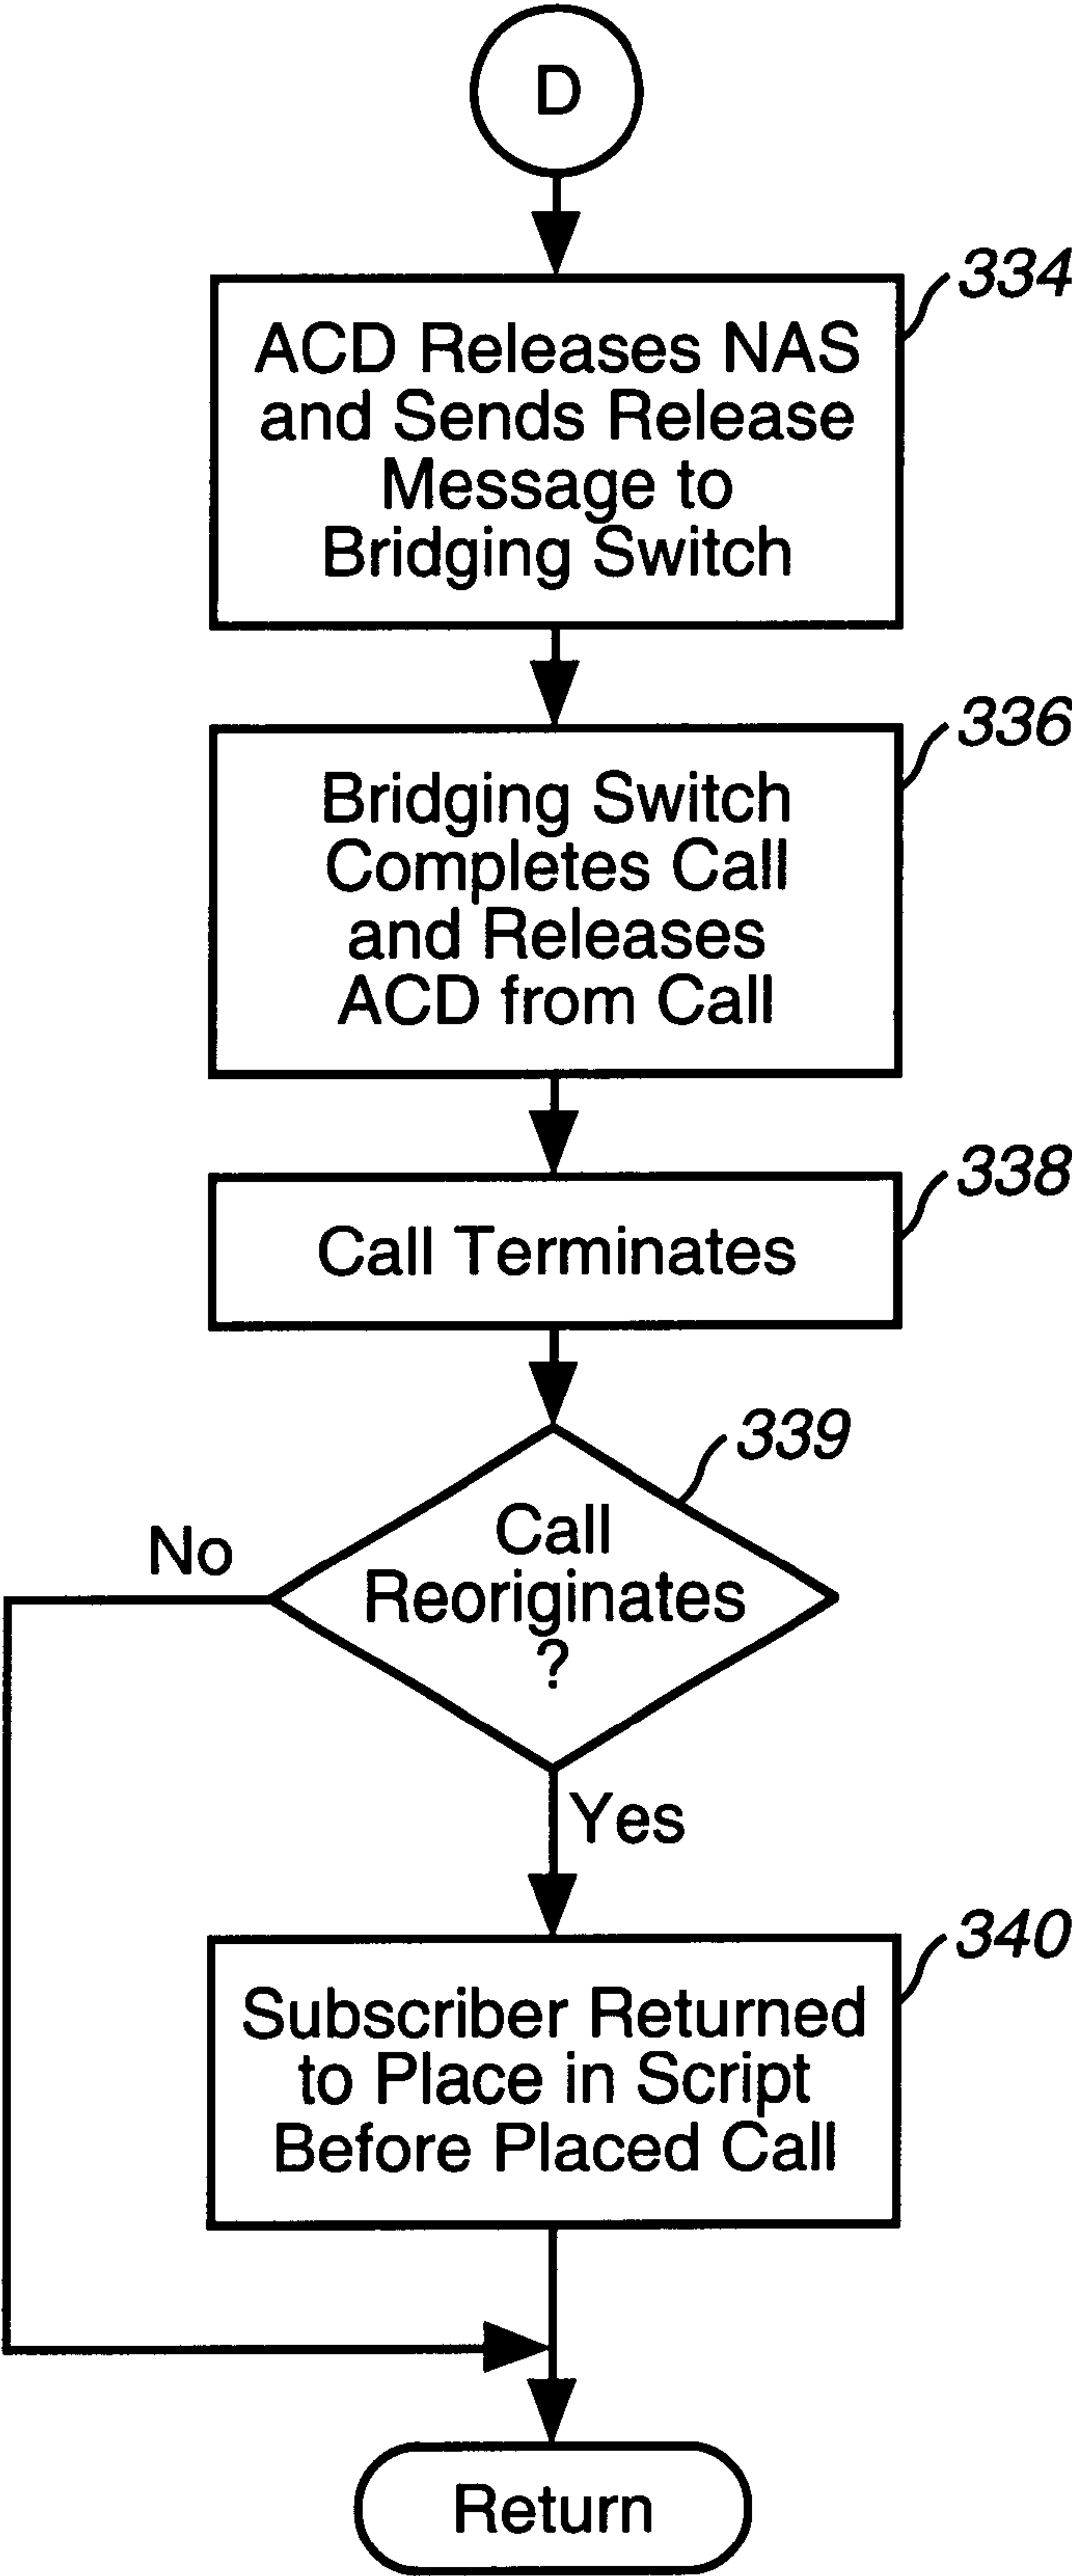 D
334
ACD Releases NAS
and Sends Release
Message to
Bridging Switch
336
Bridging Switch
Completes Call
and Releases
ACD from Call
338
Call Terminates
339
Call
Reoriginates
?
No
Yes
340
Subscriber Returned
to Place in Script
Before Placed Call
Return